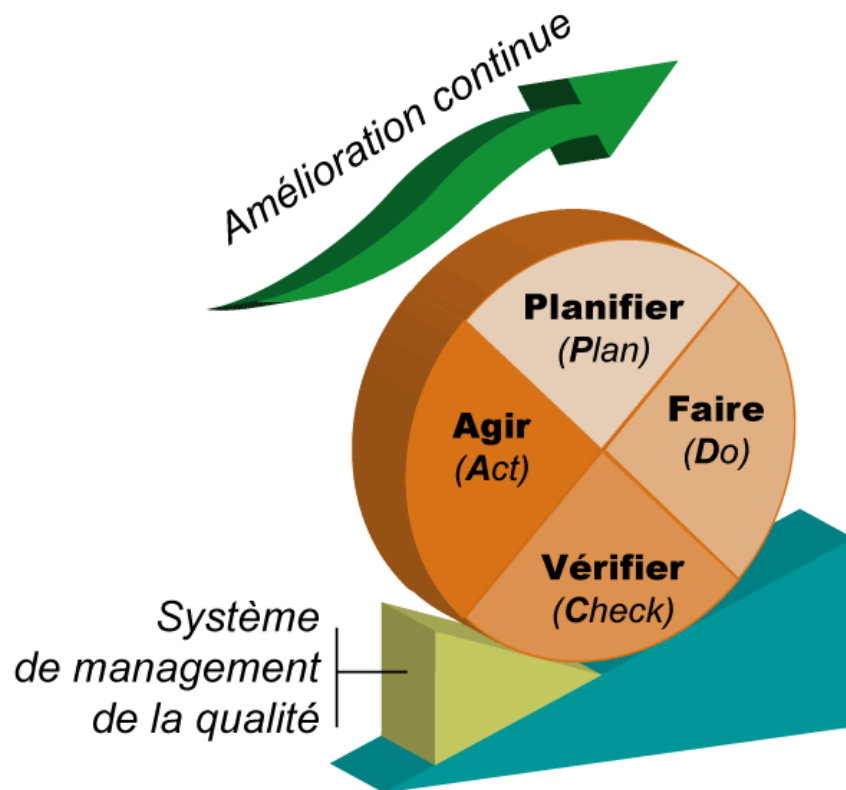 Amélioration continue
Planifier
(Plan)
Faire
(Do)
Agir
(Act)
Vérifier
(Check)
Système
de management
de la qualité